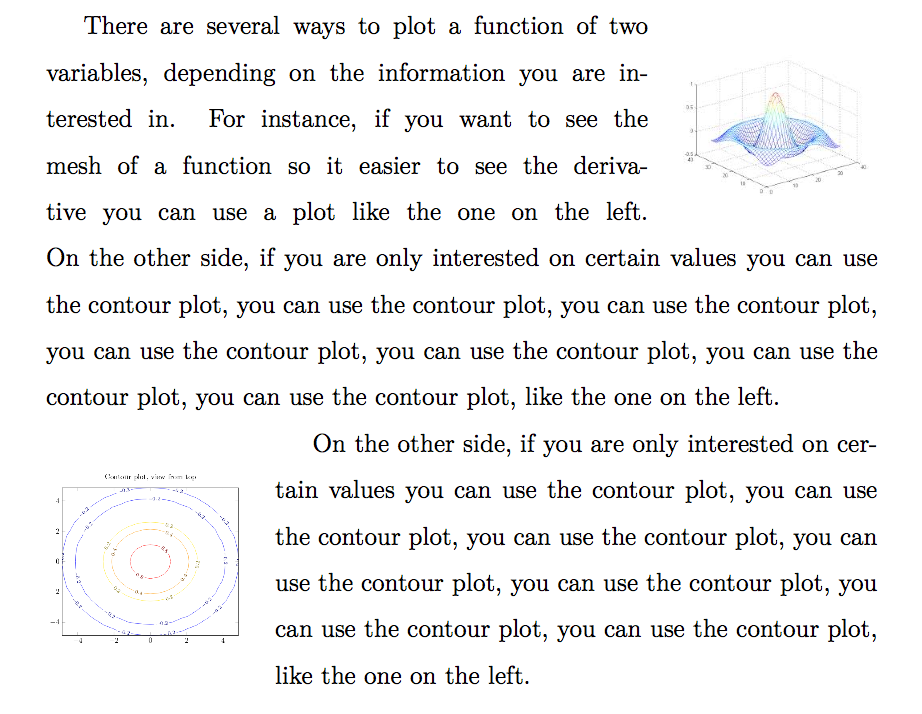 There are several ways to plot a function of two
variables, depending on the information you are in-
terested in. For instance, if you want to see the
mesh of a function so it easier to see the deriva-
tive you can use a plot like the one on the left.
On the other side, if you are only interested on certain values you can use
the contour plot, you can use the contour plot, you can use the contour plot,
you can use the contour plot, you can use the contour plot, you can use the
contour plot, you can use the contour plot, like the one on the left.
On the other side, if you are only interested on cer-
tain values you can use the contour plot, you can use
the contour plot, you can use the contour plot, you can
use the contour plot, you can use the contour plot, you
can use the contour plot, you can use the contour plot,
like the one on the left.
Contour plot, view from top